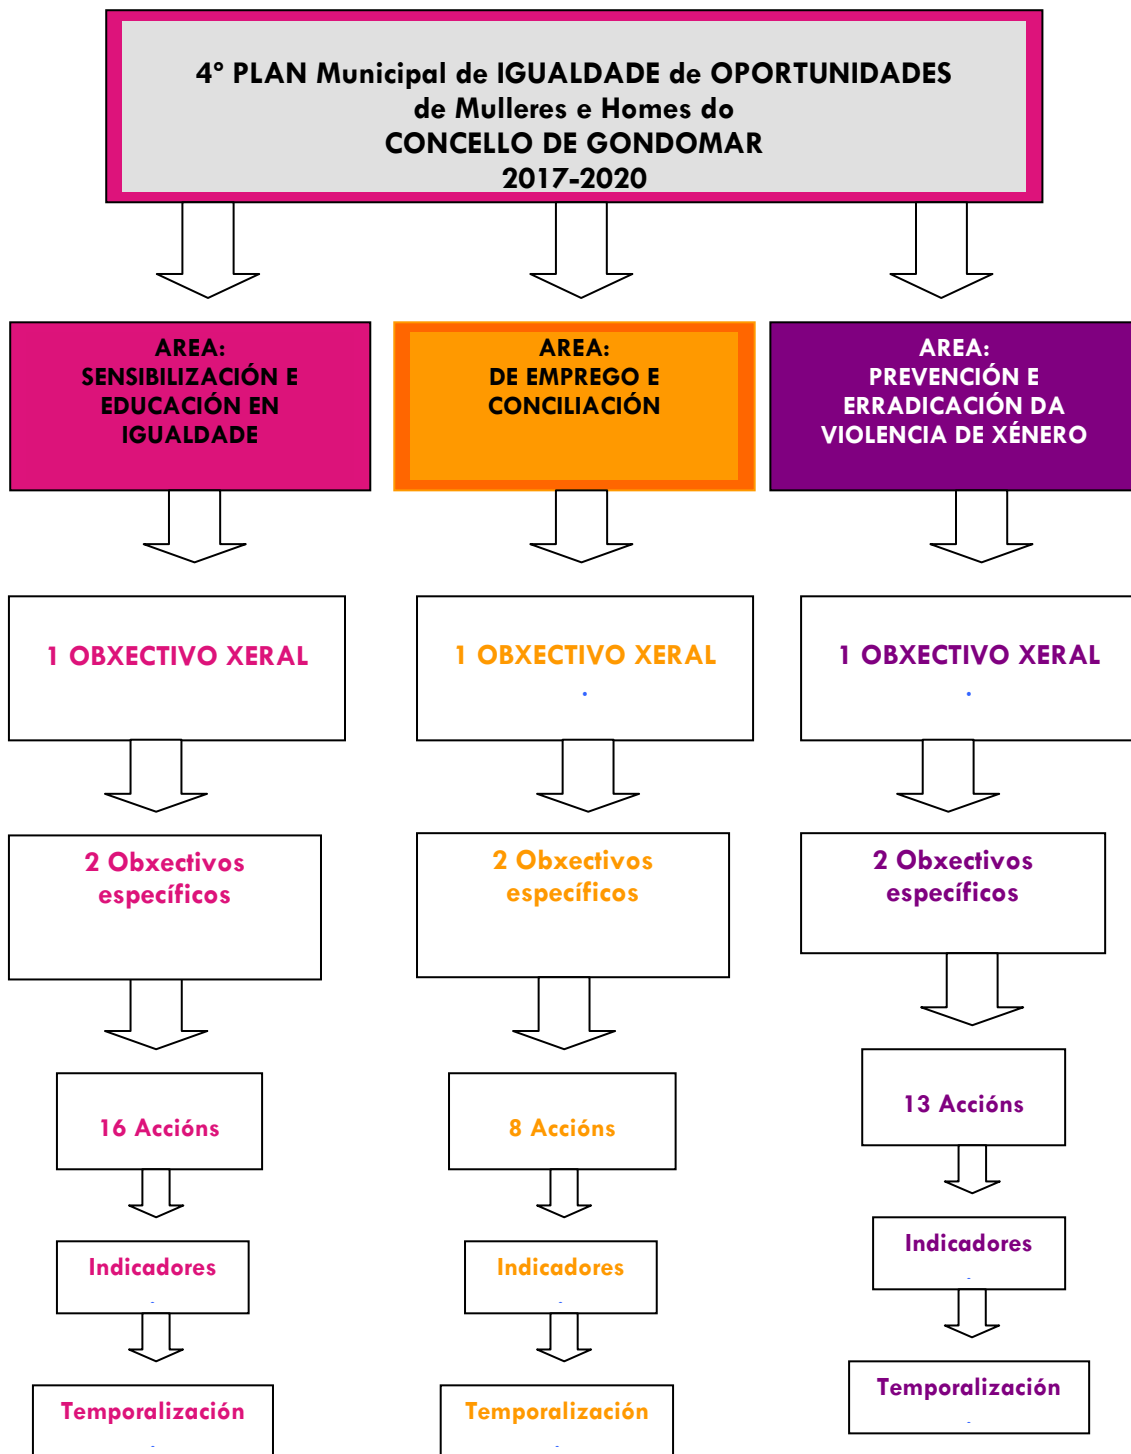 4º PLAN Municipal de IGUALDADE de OPORTUNIDADES
de Mulleres e Homes do
CONCELLO DE GONDOMAR
2017-2020
AREA:
SENSIBILIZACIÓN E
EDUCACIÓN EN
IGUALDADE
AREA:
DE EMPREGO E
CONCILIACIÓN
AREA:
PREVENCIÓN E
ERRADICACIÓN DA
VIOLENCIA DE XÉNERO
1 OBXECTIVO XERAL
1 OBXECTIVO XERAL
.
1 OBXECTIVO XERAL
.
2 Obxectivos
específicos
2 Obxectivos
específicos
2 Obxectivos
específicos
16 Accións
8 Accións
13 Accións
Indicadores
.
Indicadores
.
Indicadores
.
Temporalización
.
Temporalización
.
Temporalización
.